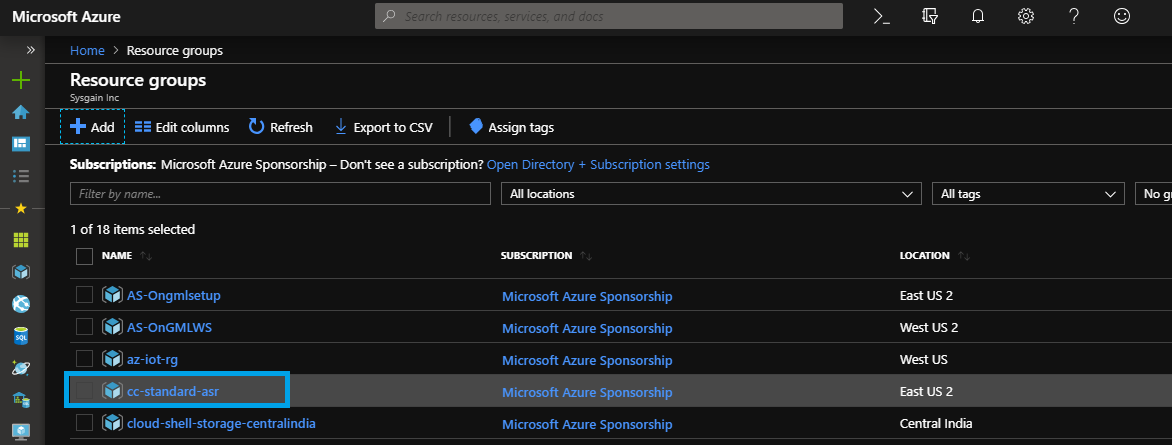 Microsoft Azure
Search resources, services, and docs
Home > Resource groups
Resource groups
Sysgain Inc
Add Edit columns Refresh Export to CSV Assign tags
Subscriptions: Microsoft Azure Sponsorship – Don't see a subscription? Open Directory + Subscription settings
Filter by name... All locations All tags No gr
1 of 18 items selected
NAME SUBSCRIPTION LOCATION
AS-Ongmlsetup Microsoft Azure Sponsorship East US 2
AS-OnGMLWS Microsoft Azure Sponsorship West US 2
az-iot-rg Microsoft Azure Sponsorship West US
cc-standard-asr Microsoft Azure Sponsorship East US 2
cloud-shell-storage-centralindia Microsoft Azure Sponsorship Central India
SQL